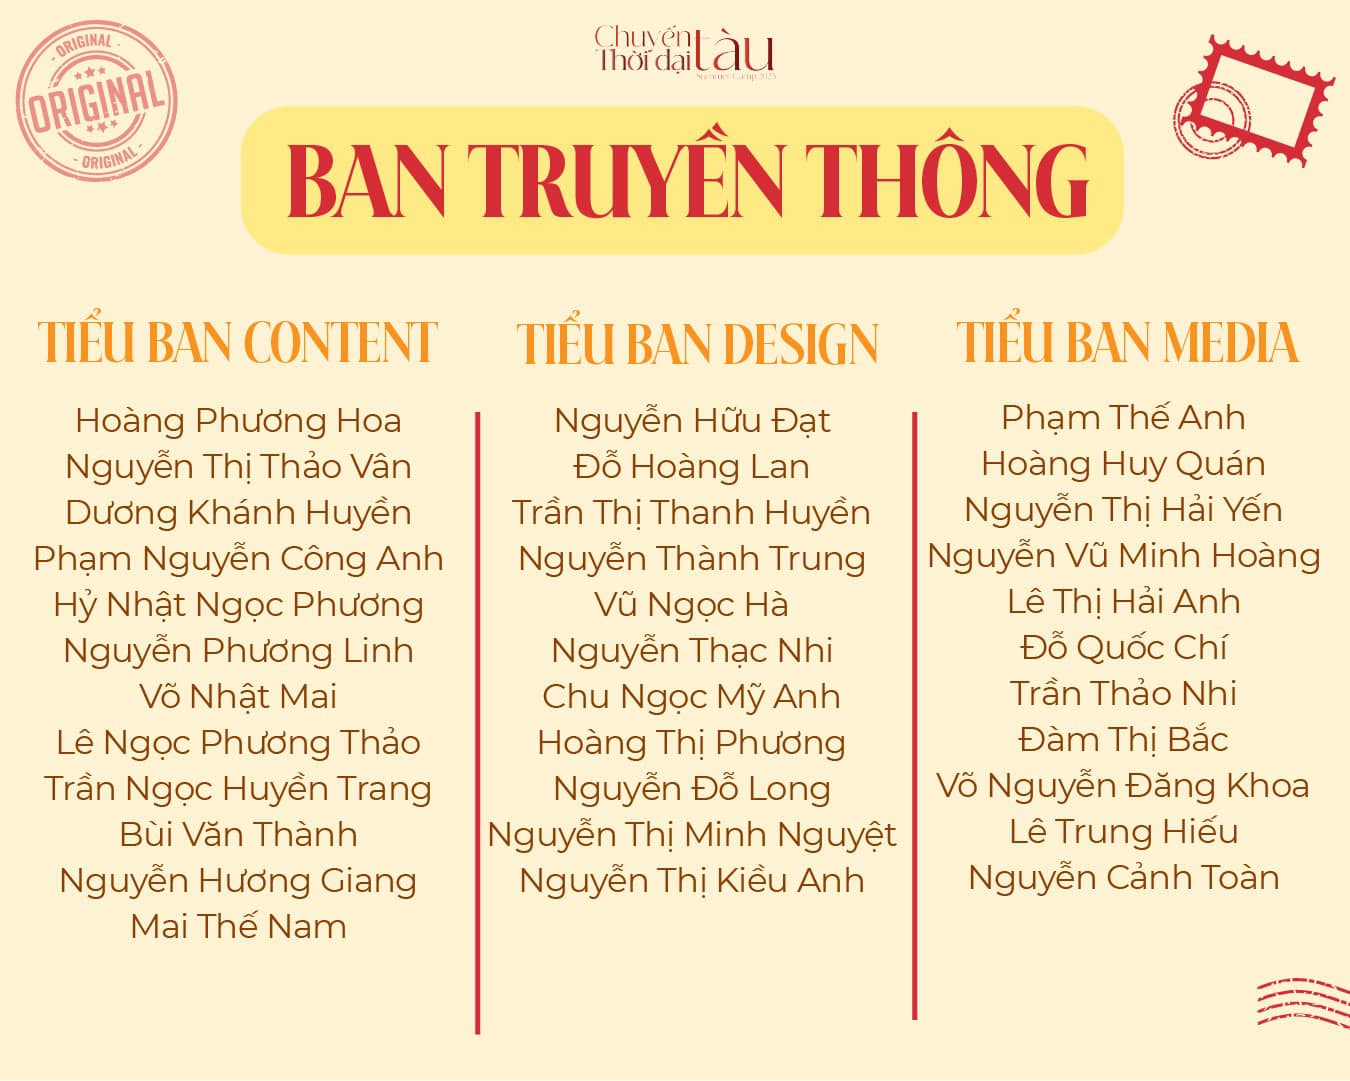 ORIGINAL
ORIGINAL
ORIGINAL
Chuyến tàu
Thời đại
Summer Camp 2025
BAN TRUYỀN THÔNG
TIỂU BAN CONTENT
Hoàng Phương Hoa
Nguyễn Thị Thảo Vân
Dương Khánh Huyền
Phạm Nguyễn Công Anh
Hỷ Nhật Ngọc Phương
Nguyễn Phương Linh
Võ Nhật Mai
Lê Ngọc Phương Thảo
Trần Ngọc Huyền Trang
Bùi Văn Thành
Nguyễn Hương Giang
Mai Thế Nam
TIỂU BAN DESIGN
Nguyễn Hữu Đạt
Đỗ Hoàng Lan
Trần Thị Thanh Huyền
Nguyễn Thành Trung
Vũ Ngọc Hà
Nguyễn Thạc Nhi
Chu Ngọc Mỹ Anh
Hoàng Thị Phương
Nguyễn Đỗ Long
Nguyễn Thị Minh Nguyệt
Nguyễn Thị Kiều Anh
TIỂU BAN MEDIA
Phạm Thế Anh
Hoàng Huy Quán
Nguyễn Thị Hải Yến
Nguyễn Vũ Minh Hoàng
Lê Thị Hải Anh
Đỗ Quốc Chí
Trần Thảo Nhi
Đàm Thị Bắc
Võ Nguyễn Đăng Khoa
Lê Trung Hiếu
Nguyễn Cảnh Toàn